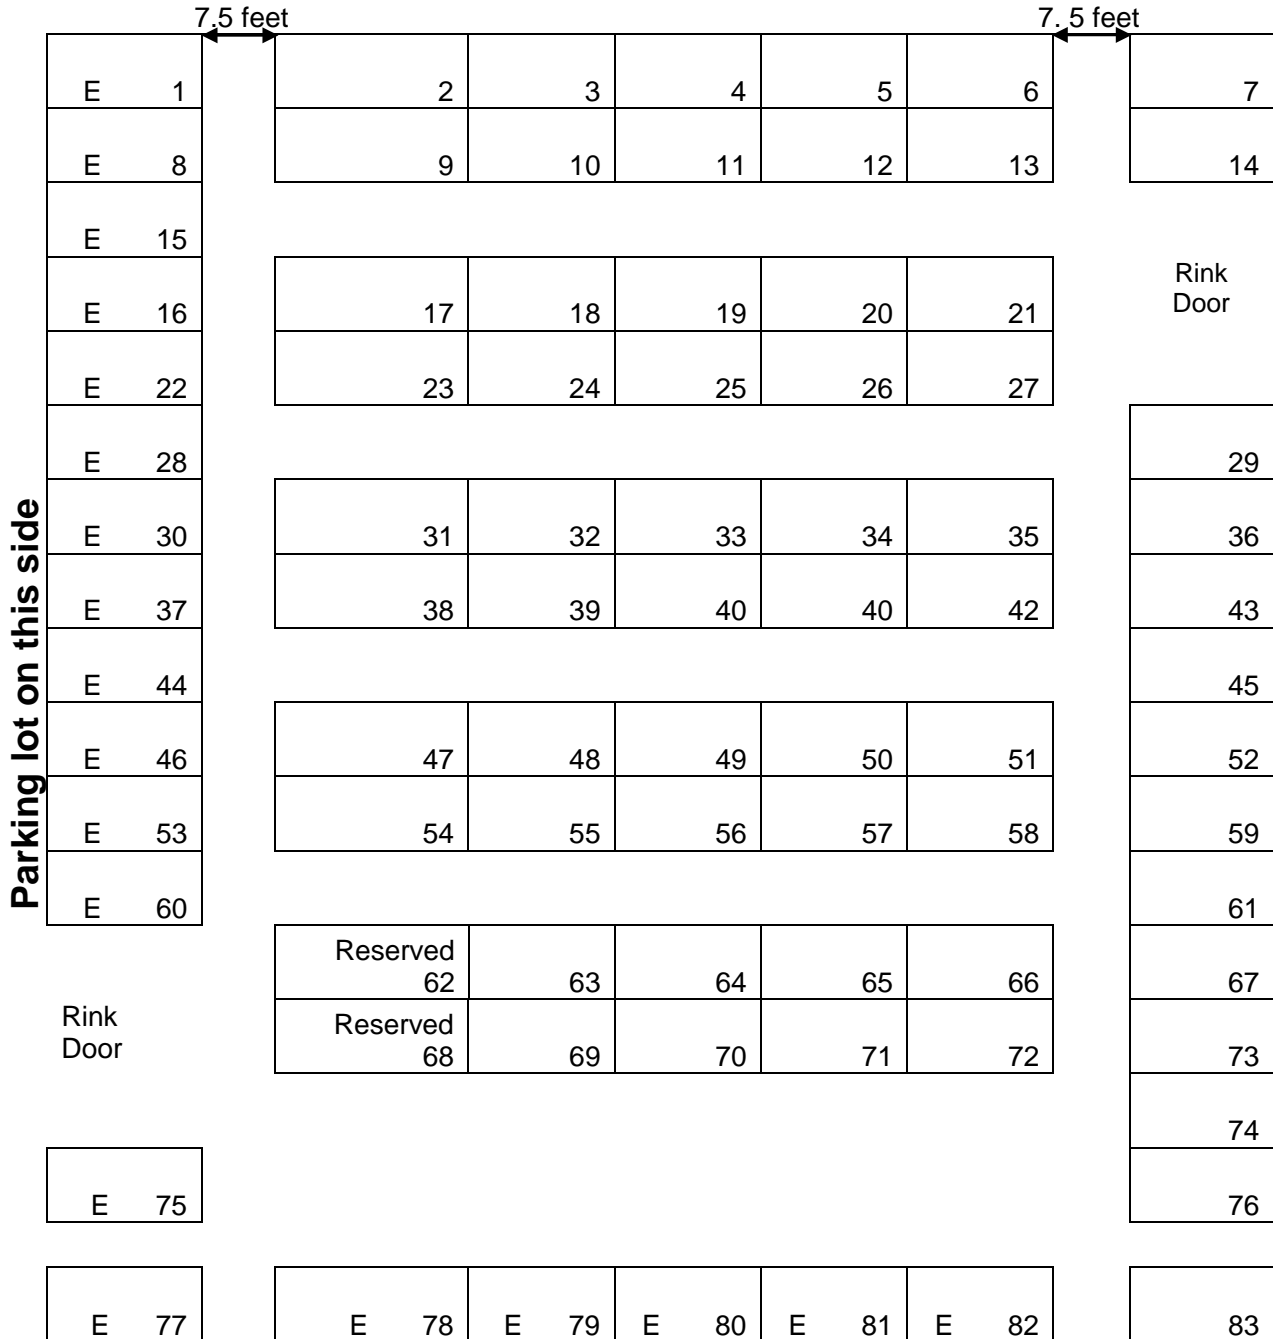 7.5 feet 7. 5 feet
E 1 2 3 4 5 6 7
E 8 9 10 11 12 13 14
E 15
Rink
Door
E 16 17 18 19 20 21
E 22 23 24 25 26 27
E 28 29
E 30 31 32 33 34 35 36
E 37 38 39 40 40 42 43
E 44 45
E 46 47 48 49 50 51 52
E 53 54 55 56 57 58 59
E 60 61
Parking lot on this side
Reserved
62 63 64 65 66 67
Rink
Door
Reserved
68 69 70 71 72 73
74
E 75 76
E 77 E 78 E 79 E 80 E 81 E 82 83